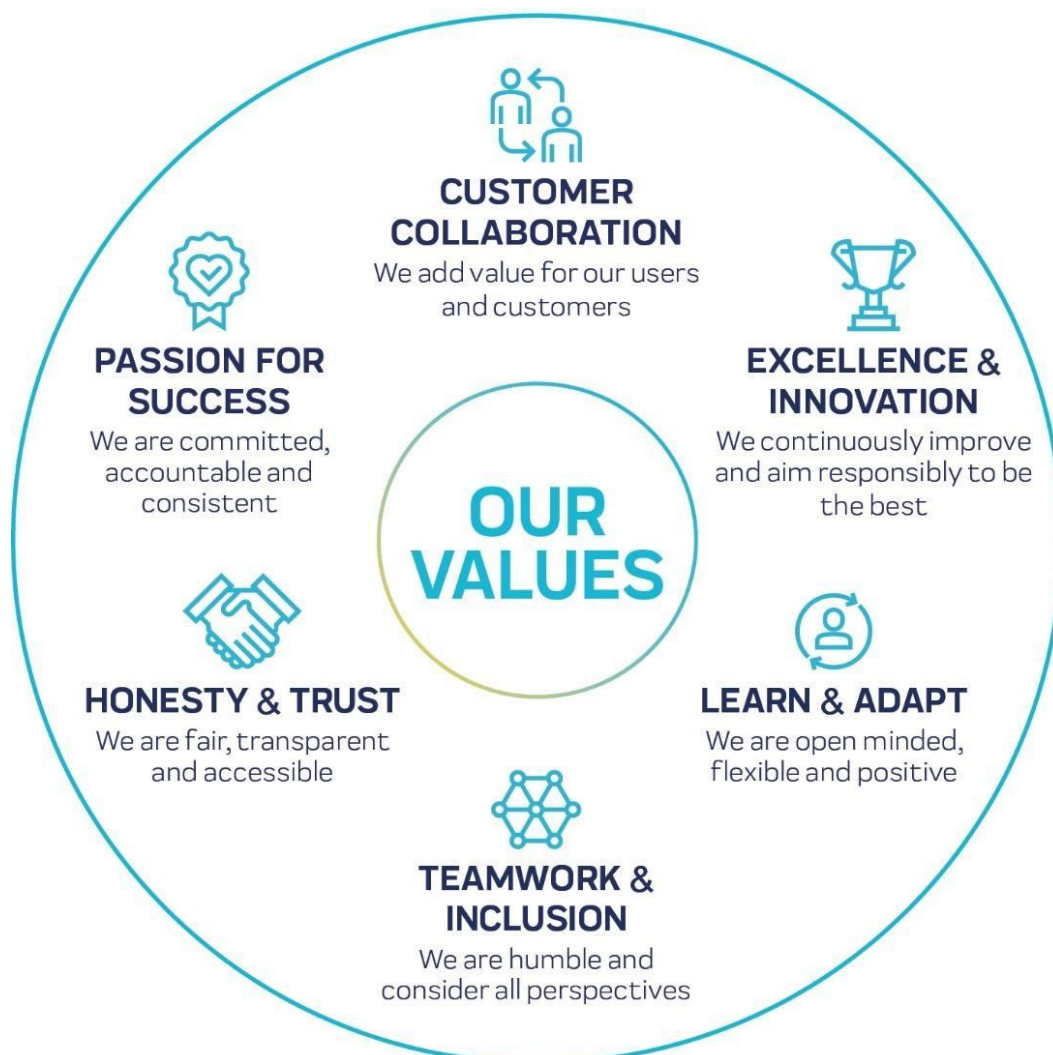 CUSTOMER
COLLABORATION
We add value for our users
and customers
EXCELLENCE &
INNOVATION
We continuously improve
and aim responsibly to be
the best
LEARN & ADAPT
We are open minded,
flexible and positive
TEAMWORK &
INCLUSION
We are humble and
consider all perspectives
HONESTY & TRUST
We are fair, transparent
and accessible
PASSION FOR
SUCCESS
We are committed,
accountable and
consistent
OUR
VALUES